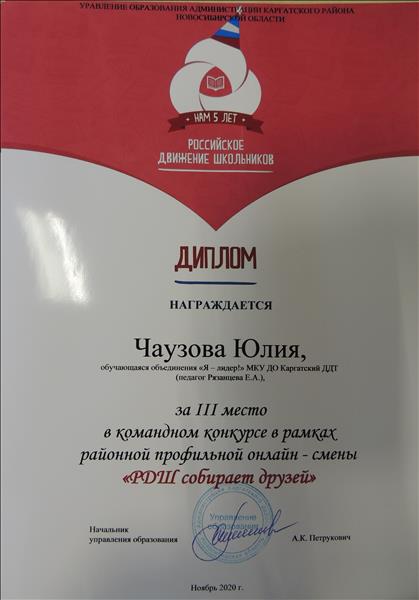 УРАВЛЕНИЕ ОБРАЗОВАНИЯ АДМИНИСТРАЦИИ КАРГАТСКОГО РАЙОНА
НОВОСИБИРСКОЙ ОБЛАСТИ
НАМ 5 ЛЕТ
РОССИЙСКОЕ
ДВИЖЕНИЕ ШКОЛЬНИКОВ
ДИПЛОМ
НАГРАЖДАЕТСЯ
Чаузова Юлия,
обучающаяся объединения «Я – лидер!» МКУ ДО Каргатский ДДТ
(педагог Рязанцева Е.А.),
за III место
в командном конкурсе в рамках
районной профильной онлайн - смены
«РДШ собирает друзей»
Управление
образования
Начальник
управления образования
А.К. Петрукович
Ноябрь 2020 г.